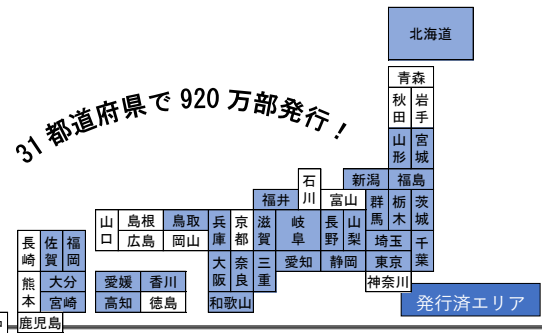 北海道
青森
秋田
岩手
山形
宮城
31 都道府県で 920 万部発行！
石川
新潟
福島
福井
富山
群馬
栃木
茨城
山口
島根
鳥取
兵庫
京都
滋賀
岐阜
長野
山梨
広島
岡山
埼玉
千葉
長崎
佐賀
福岡
大阪
奈良
三重
愛知
静岡
東京
熊本
大分
愛媛
香川
神奈川
宮崎
高知
徳島
和歌山
発行済エリア
鹿児島